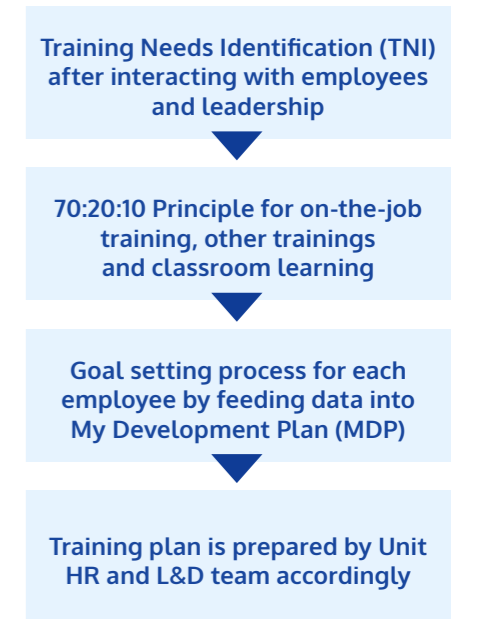 Training Needs Identification (TNI)
after interacting with employees
and leadership
70:20:10 Principle for on-the-job
training, other trainings
and classroom learning
Goal setting process for each
employee by feeding data into
My Development Plan (MDP)
Training plan is prepared by Unit
HR and L&D team accordingly